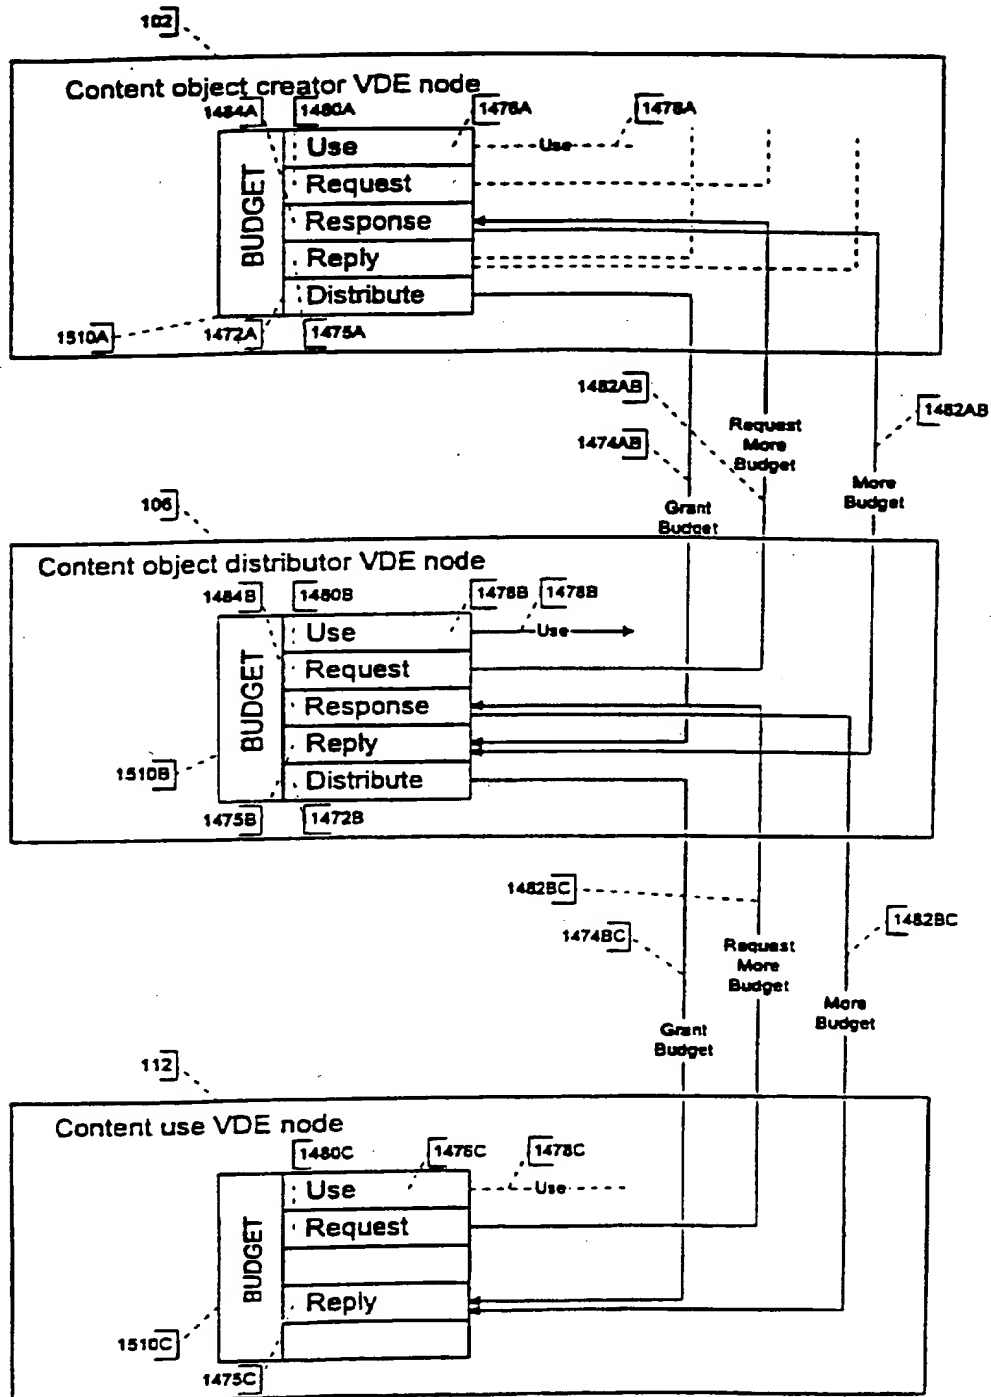 102
Content object creator VDE node
1484A
1480A
1476A
1478A
BUDGET
Use
Use
Request
Response
Reply
Distribute
1510A
1472A
1475A
1482AB
1474AB
1482AB
Request
More
Budget
More
Budget
Grant
Budget
106
Content object distributor VDE node
1484B
1480B
1478B
1478B
BUDGET
Use
Use
Request
Response
Reply
Distribute
1510B
1475B
1472B
1482BC
1474BC
1482BC
Request
More
Budget
More
Budget
Grant
Budget
112
Content use VDE node
1480C
1476C
1478C
BUDGET
Use
Use
Request
Reply
1510C
1475C